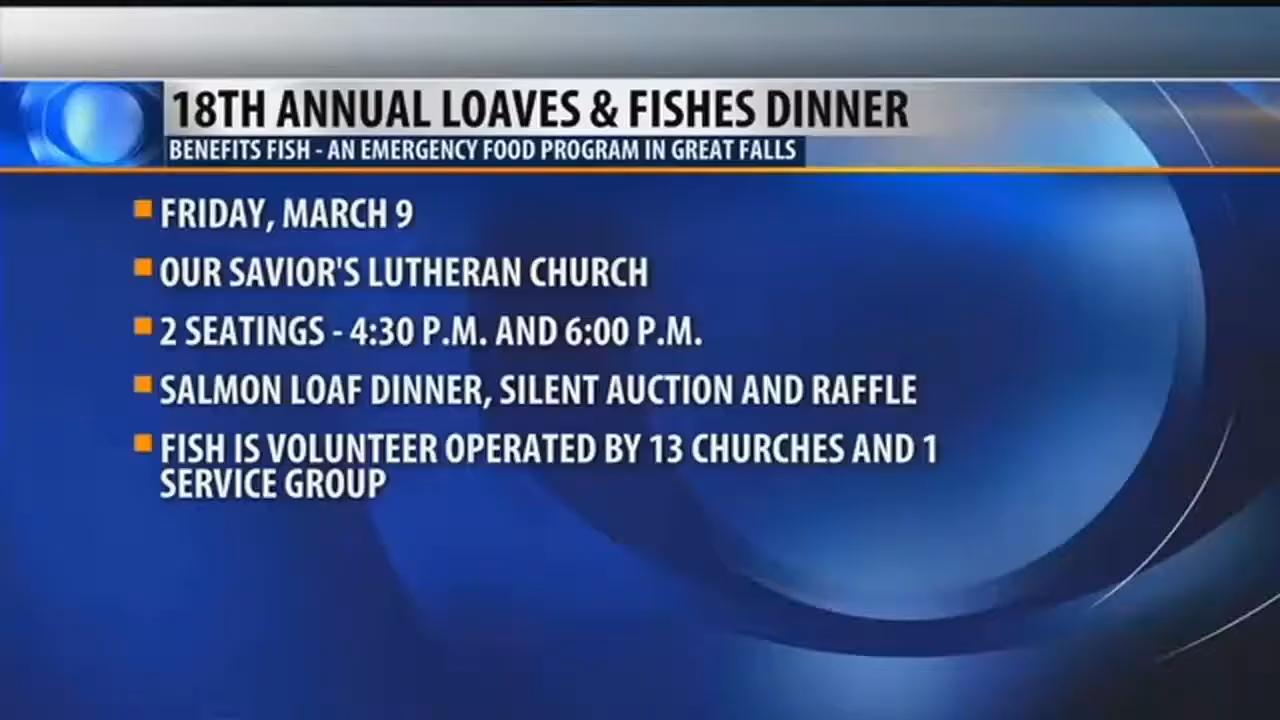 18TH ANNUAL LOAVES & FISHES DINNER
BENEFITS FISH - AN EMERGENCY FOOD PROGRAM IN GREAT FALLS
FRIDAY, MARCH 9
OUR SAVIOR'S LUTHERAN CHURCH
2 SEATINGS - 4:30 P.M. AND 6:00 P.M.
SALMON LOAF DINNER, SILENT AUCTION AND RAFFLE
FISH IS VOLUNTEER OPERATED BY 13 CHURCHES AND 1
SERVICE GROUP